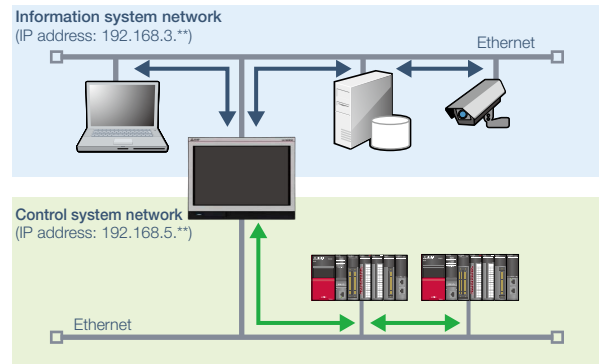 Information system network
(IP address: 192.168.3.**)
Ethernet
Control system network
(IP address: 192.168.5.**)
Ethernet